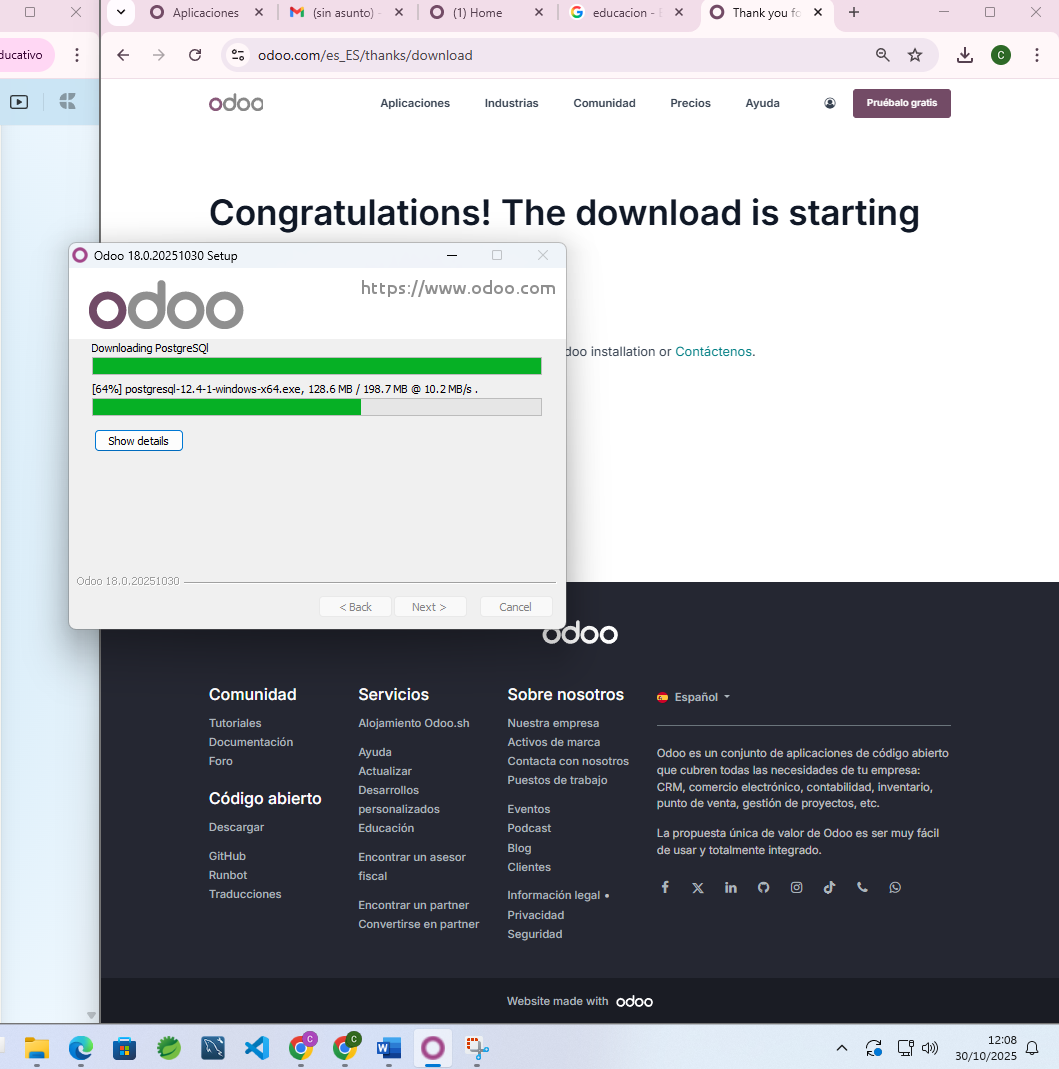 ducativo
Aplicaciones
(sin asunto) -
(1) Home
educacion - E
Thank you fo
odoo.com/es_ES/thanks/download
C
odoo
Aplicaciones
Industrias
Comunidad
Precios
Ayuda
Pruébalo gratis
Congratulations! The download is starting
doo installation or Contáctenos.
Odoo 18.0.20251030 Setup
odoo
https://www.odoo.com
Downloading PostgreSQl
[64%] postgresql-12.4-1-windows-x64.exe, 128.6 MB / 198.7 MB @ 10.2 MB/s .
Show details
Odoo 18.0.20251030
< Back
Next >
Cancel
odoo
Comunidad
Tutoriales
Documentación
Foro
Código abierto
Descargar
GitHub
Runbot
Traducciones
Servicios
Alojamiento Odoo.sh
Ayuda
Actualizar
Desarrollos
personalizados
Educación
Encontrar un asesor
fiscal
Encontrar un partner
Convertirse en partner
Sobre nosotros
Nuestra empresa
Activos de marca
Contacta con nosotros
Puestos de trabajo
Eventos
Podcast
Blog
Clientes
Información legal •
Privacidad
Seguridad
Español
Odoo es un conjunto de aplicaciones de código abierto
que cubren todas las necesidades de tu empresa:
CRM, comercio electrónico, contabilidad, inventario,
punto de venta, gestión de proyectos, etc.
La propuesta única de valor de Odoo es ser muy fácil
de usar y totalmente integrado.
Website made with odoo
C
C
12:08
30/10/2025